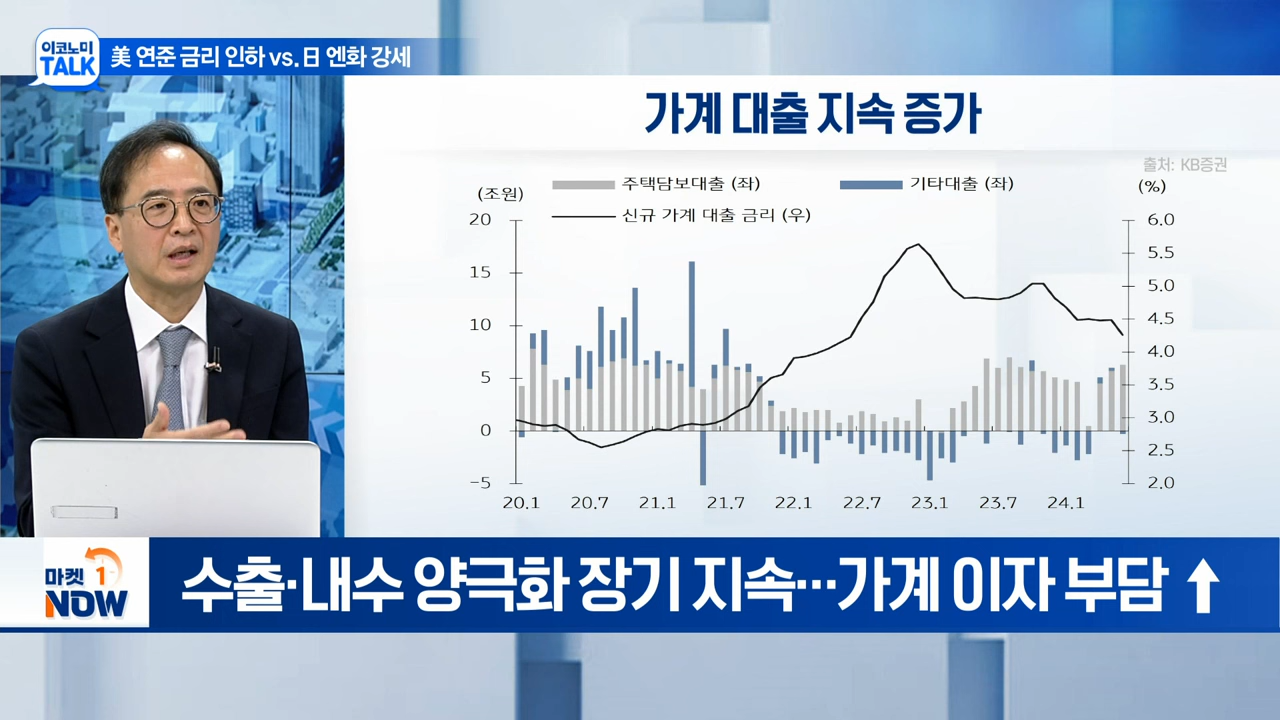 이코노미
TALK
美 연준 금리 인하 vs. 日 엔화 강세
가계 대출 지속 증가
출처: KB증권
(조원)
주택담보대출 (좌)
기타대출 (좌)
(%)
신규 가계 대출 금리 (우)
20
15
10
5
0
-5
6.0
5.5
5.0
4.5
4.0
3.5
3.0
2.5
2.0
20.1 20.7 21.1 21.7 22.1 22.7 23.1 23.7 24.1
마켓 1
NOW
수출·내수 양극화 장기 지속…가계 이자 부담 ↑